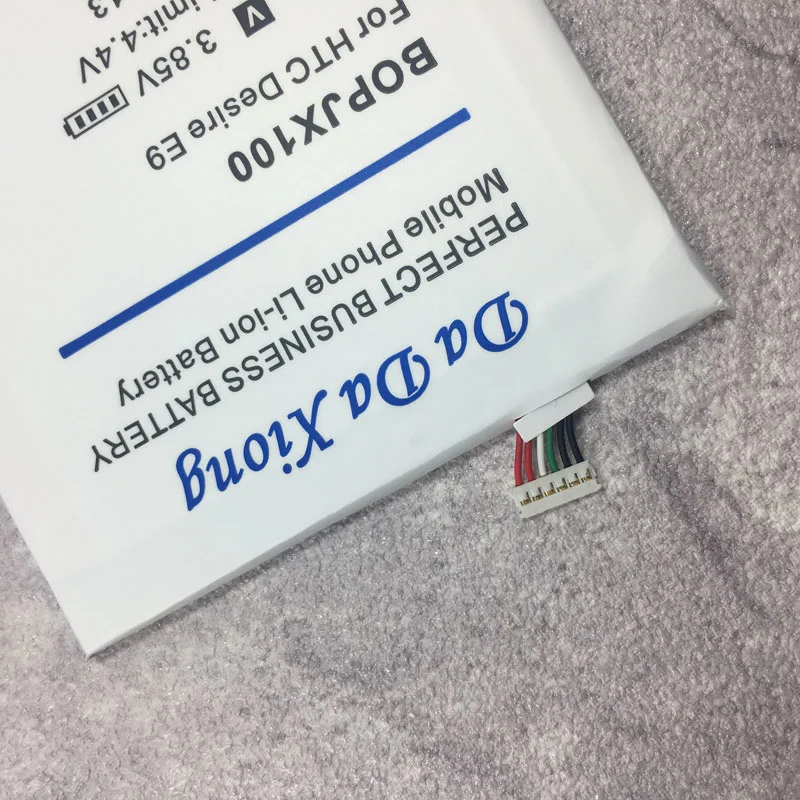 Da Da Xiong
PERFECT BUSINESS BATTERY
Mobile Phone Li-ion Battery
BOPJX100
For HTC Desire E9
3.85V V
Limit:4.4V
13